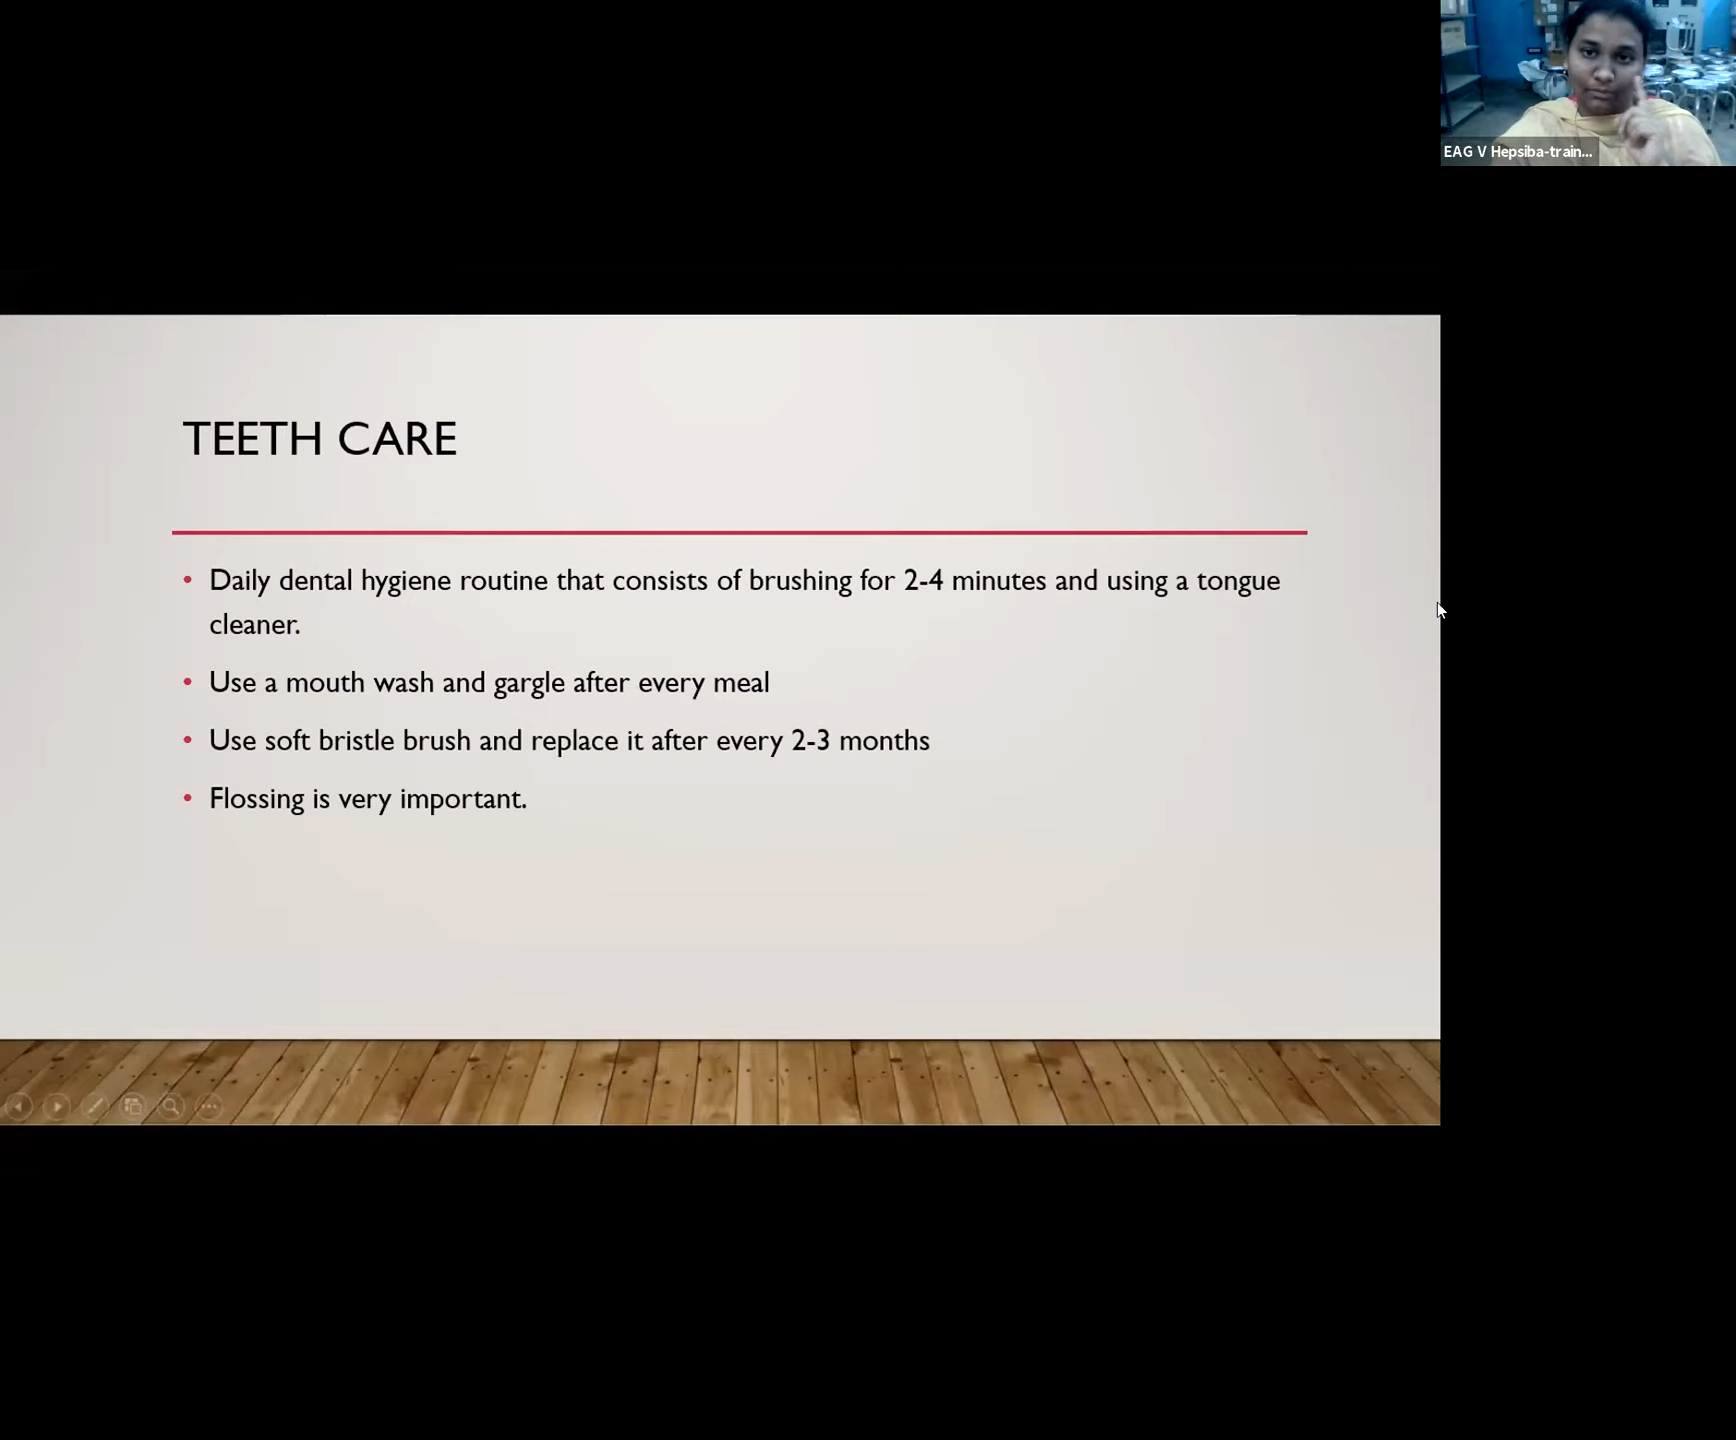 EAG V Hepsiba-train...
TEETH CARE
• Daily dental hygiene routine that consists of brushing for 2-4 minutes and using a tongue
cleaner.
• Use a mouth wash and gargle after every meal
• Use soft bristle brush and replace it after every 2-3 months
• Flossing is very important.